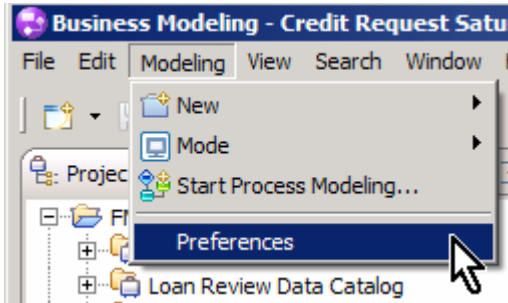 Business Modeling - Credit Request Satu
File Edit Modeling View Search Window
New
Mode
Projec
Start Process Modeling...
Preferences
Loan Review Data Catalog